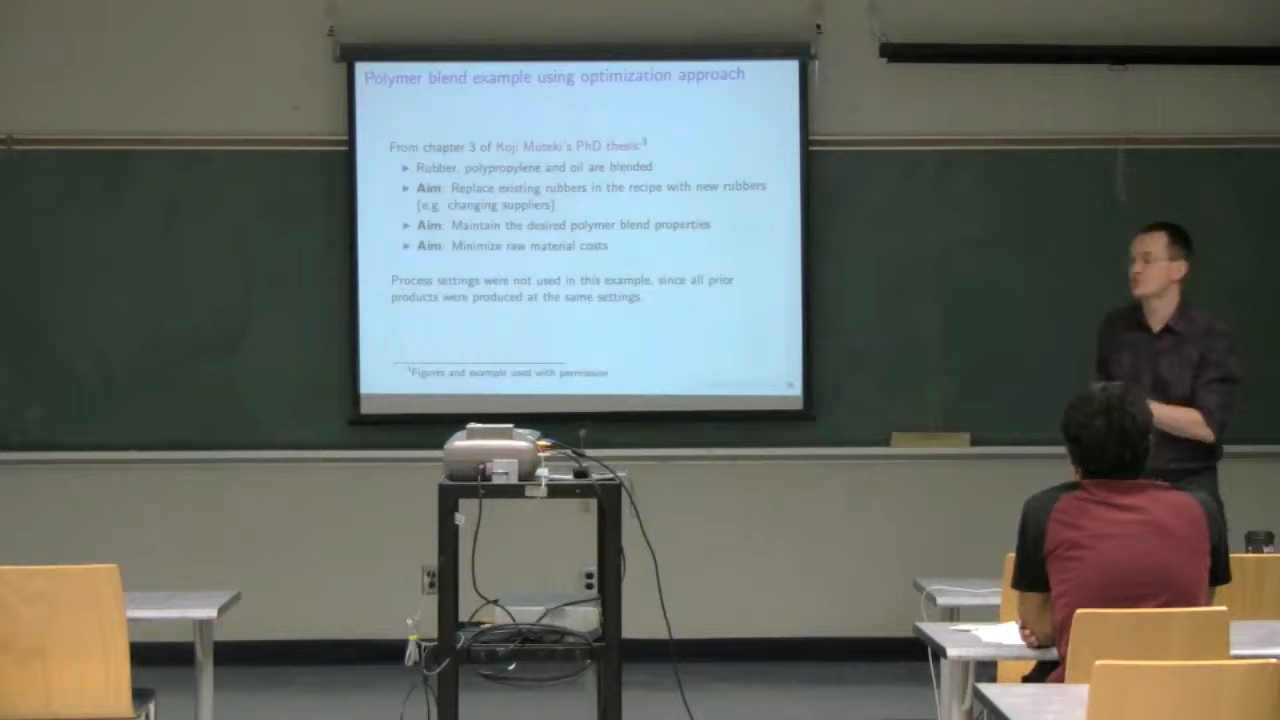 Polymer blend example using optimization approach
From chapter 3 of Koji Muteki's PhD thesis:³
▶ Rubber, polypropylene and oil are blended
▶ Aim: Replace existing rubbers in the recipe with new rubbers
(e.g. changing suppliers)
▶ Aim: Maintain the desired polymer blend properties
▶ Aim: Minimize raw material costs
Process settings were not used in this example, since all prior
products were produced at the same settings.
³Figures and example used with permission